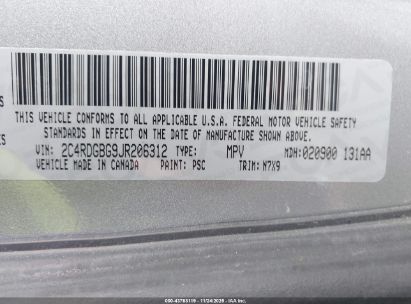 THIS VEHICLE CONFORMS TO ALL APPLICABLE U.S.A. FEDERAL MOTOR VEHICLE SAFETY
STANDARDS IN EFFECT ON THE DATE OF MANUFACTURE SHOWN ABOVE.
VIN: 2C4RDGBG9JR206312 TYPE: MPV MDH:020900 131AA
VEHICLE MADE IN CANADA PAINT: PSC TRIM: N7X9